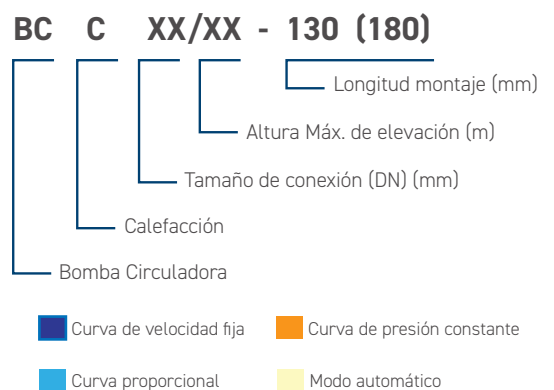 BC C XX/XX - 130 (180)
Longitud montaje (mm)
Altura Máx. de elevación (m)
Tamaño de conexión (DN) (mm)
Calefacción
Bomba Circuladora
Curva de velocidad fija
Curva de presión constante
Curva proporcional
Modo automático